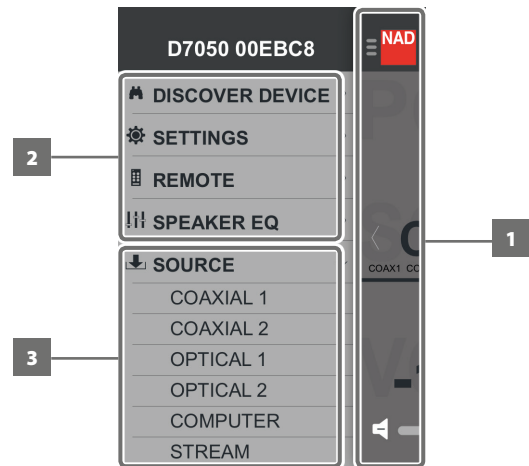 D7050 00EBC8
NAD
DISCOVER DEVICE
SETTINGS
2
REMOTE
SPEAKER EQ
1
SOURCE
COAX1
COAXIAL 1
COAXIAL 2
3
OPTICAL 1
OPTICAL 2
COMPUTER
STREAM